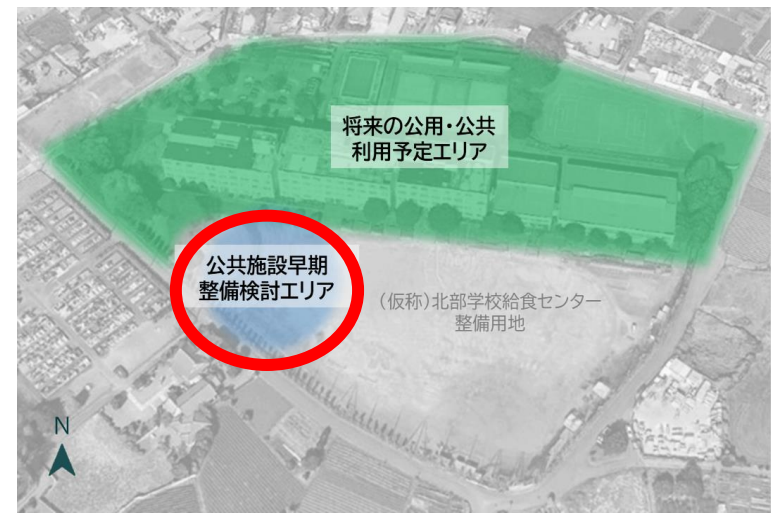 将来の公用・公共
利用予定エリア
公共施設早期
整備検討エリア
（仮称）北部学校給食センター
整備用地
N